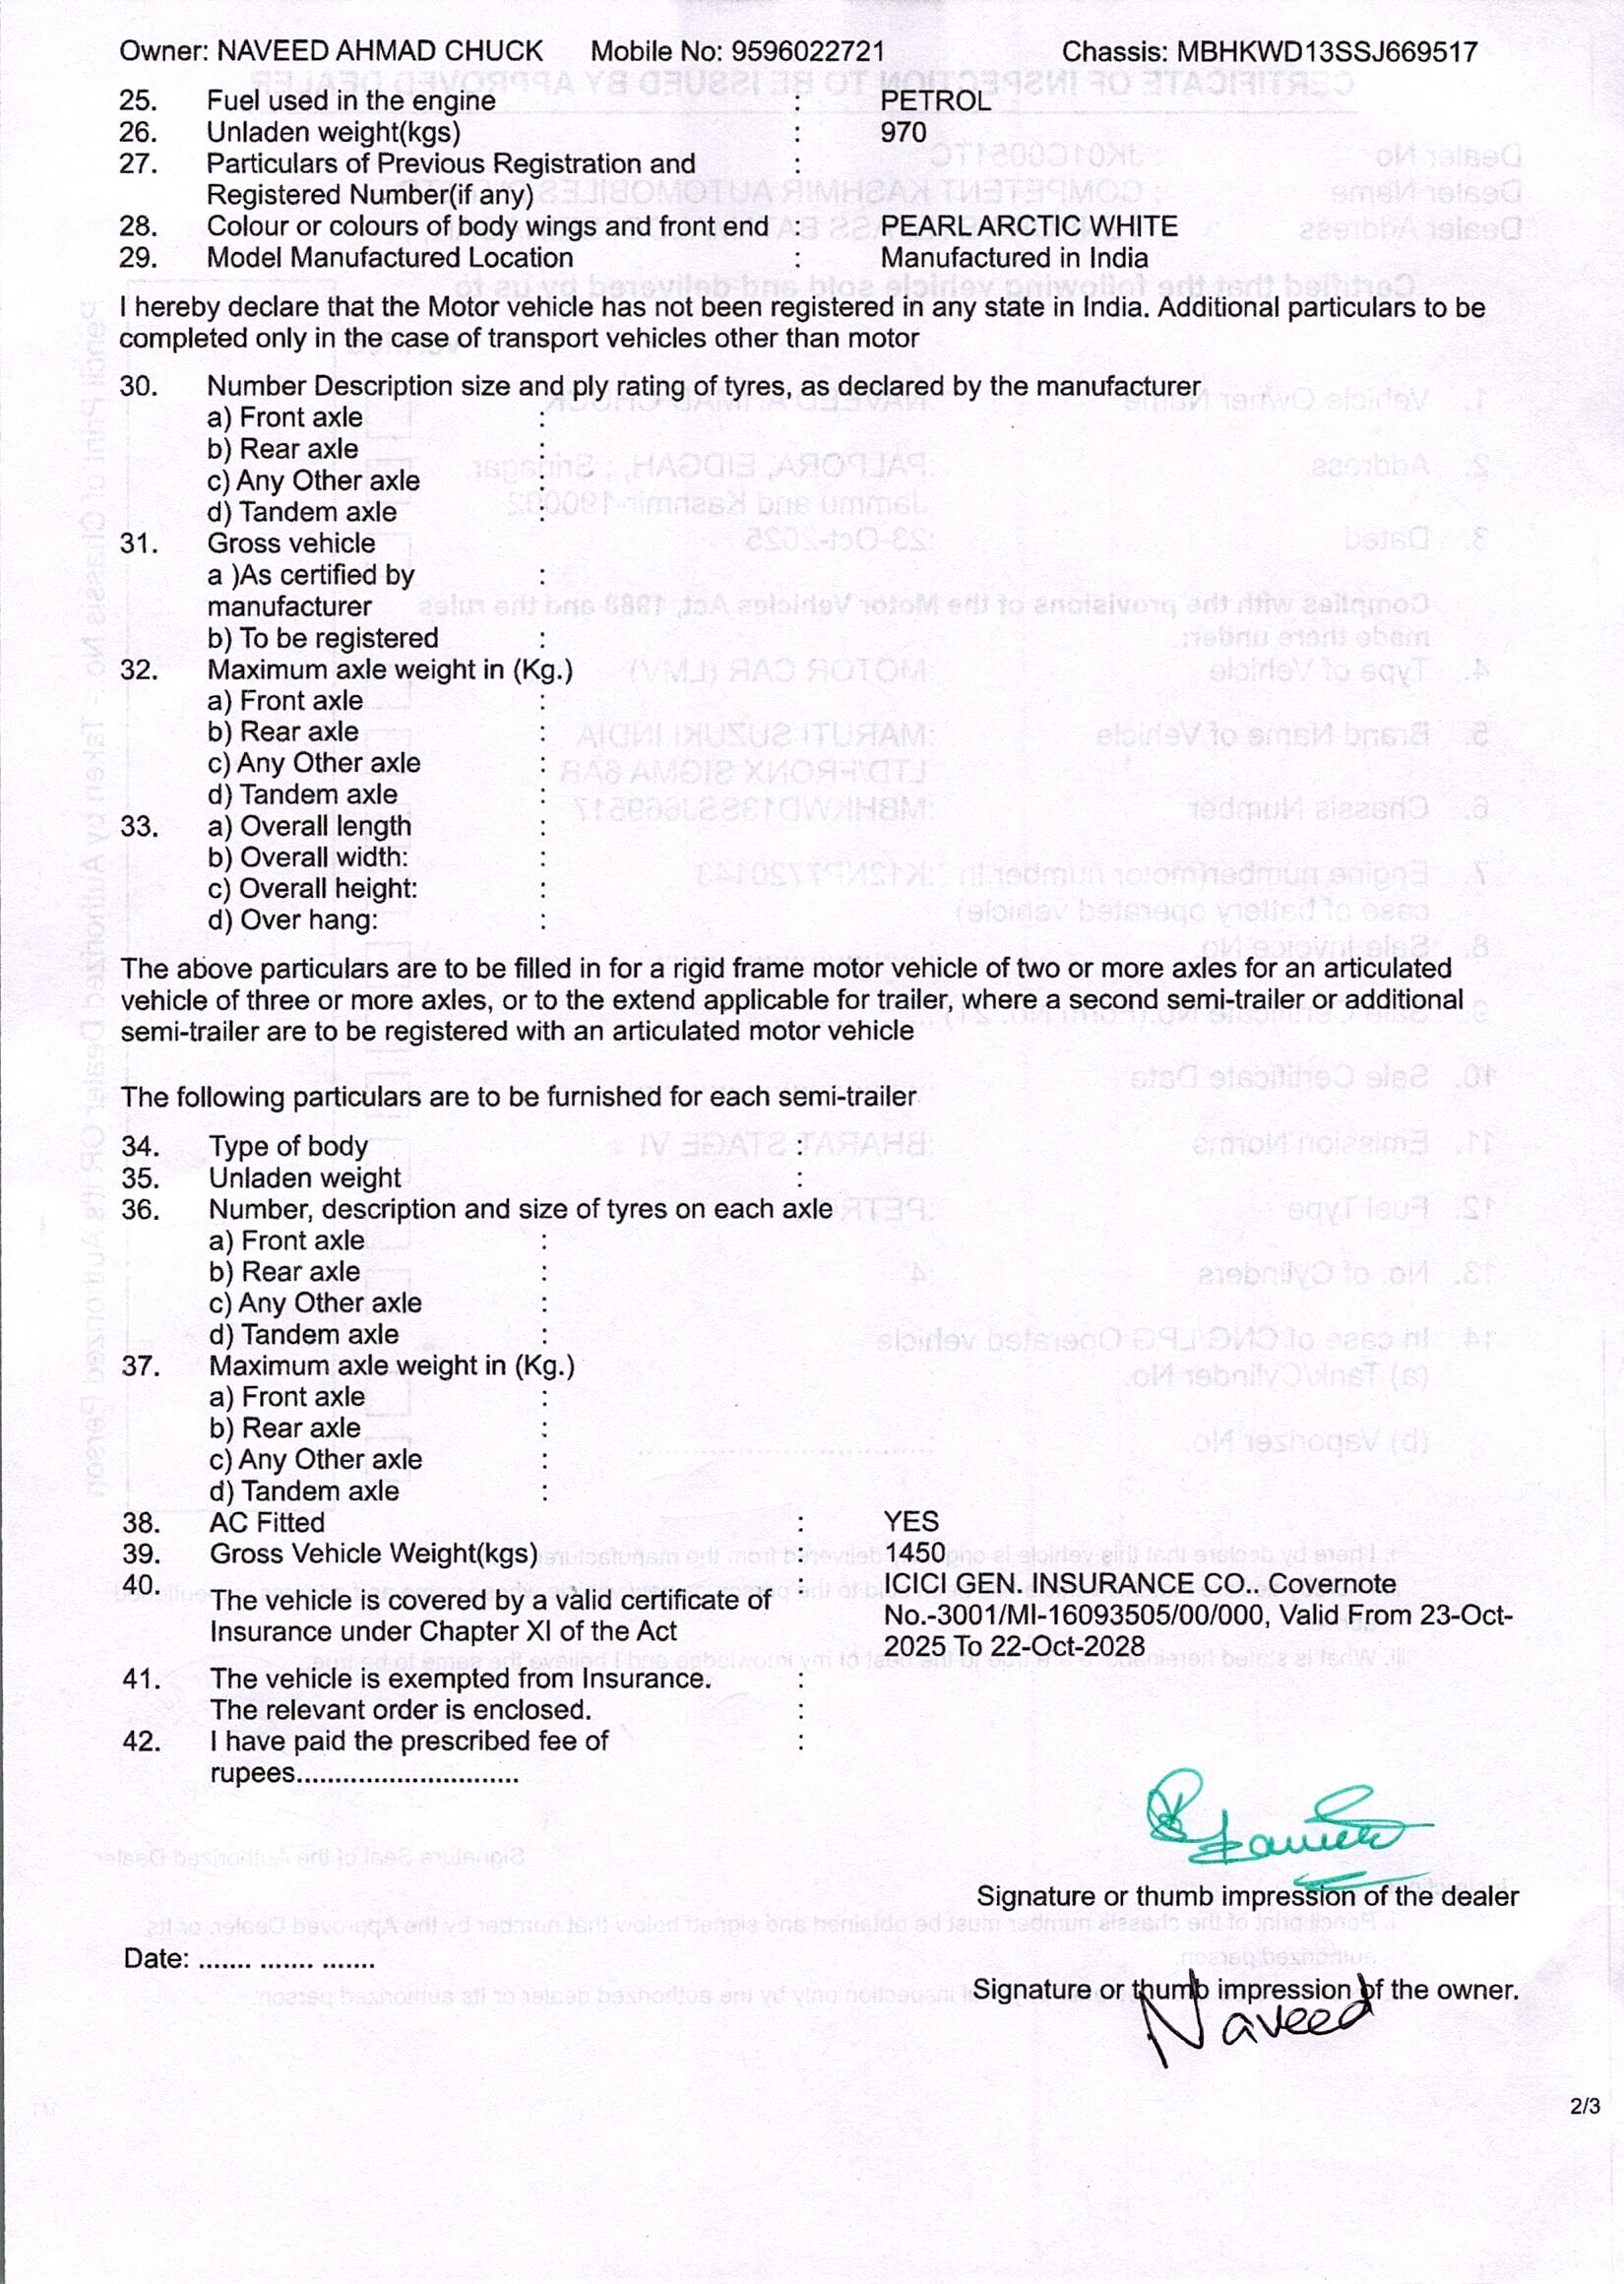 Owner: NAVEED AHMAD CHUCK Mobile No: 9596022721 Chassis: MBHKWD13SSJ669517
25. Fuel used in the engine : PETROL
26. Unladen weight(kgs) : 970
27. Particulars of Previous Registration and :
Registered Number(if any)
28. Colour or colours of body wings and front end : PEARL ARCTIC WHITE
29. Model Manufactured Location : Manufactured in India
I hereby declare that the Motor vehicle has not been registered in any state in India. Additional particulars to be
completed only in the case of transport vehicles other than motor
30. Number Description size and ply rating of tyres, as declared by the manufacturer
a) Front axle :
b) Rear axle :
c) Any Other axle :
d) Tandem axle :
31. Gross vehicle
a )As certified by :
manufacturer
b) To be registered :
32. Maximum axle weight in (Kg.)
a) Front axle :
b) Rear axle :
c) Any Other axle :
d) Tandem axle :
33. a) Overall length :
b) Overall width: :
c) Overall height: :
d) Over hang: :
The above particulars are to be filled in for a rigid frame motor vehicle of two or more axles for an articulated
vehicle of three or more axles, or to the extend applicable for trailer, where a second semi-trailer or additional
semi-trailer are to be registered with an articulated motor vehicle
The following particulars are to be furnished for each semi-trailer
34. Type of body :
35. Unladen weight :
36. Number, description and size of tyres on each axle
a) Front axle :
b) Rear axle :
c) Any Other axle :
d) Tandem axle :
37. Maximum axle weight in (Kg.)
a) Front axle :
b) Rear axle :
c) Any Other axle :
d) Tandem axle :
38. AC Fitted : YES
39. Gross Vehicle Weight(kgs) : 1450
40. The vehicle is covered by a valid certificate of : ICICI GEN. INSURANCE CO.. Covernote
Insurance under Chapter XI of the Act No.-3001/MI-16093505/00/000, Valid From 23-Oct-
2025 To 22-Oct-2028
41. The vehicle is exempted from Insurance. :
The relevant order is enclosed. :
42. I have paid the prescribed fee of :
rupees............................
Signature or thumb impression of the dealer
Date: ....... ....... .......
Signature or thumb impression of the owner.
Naveed
2/3